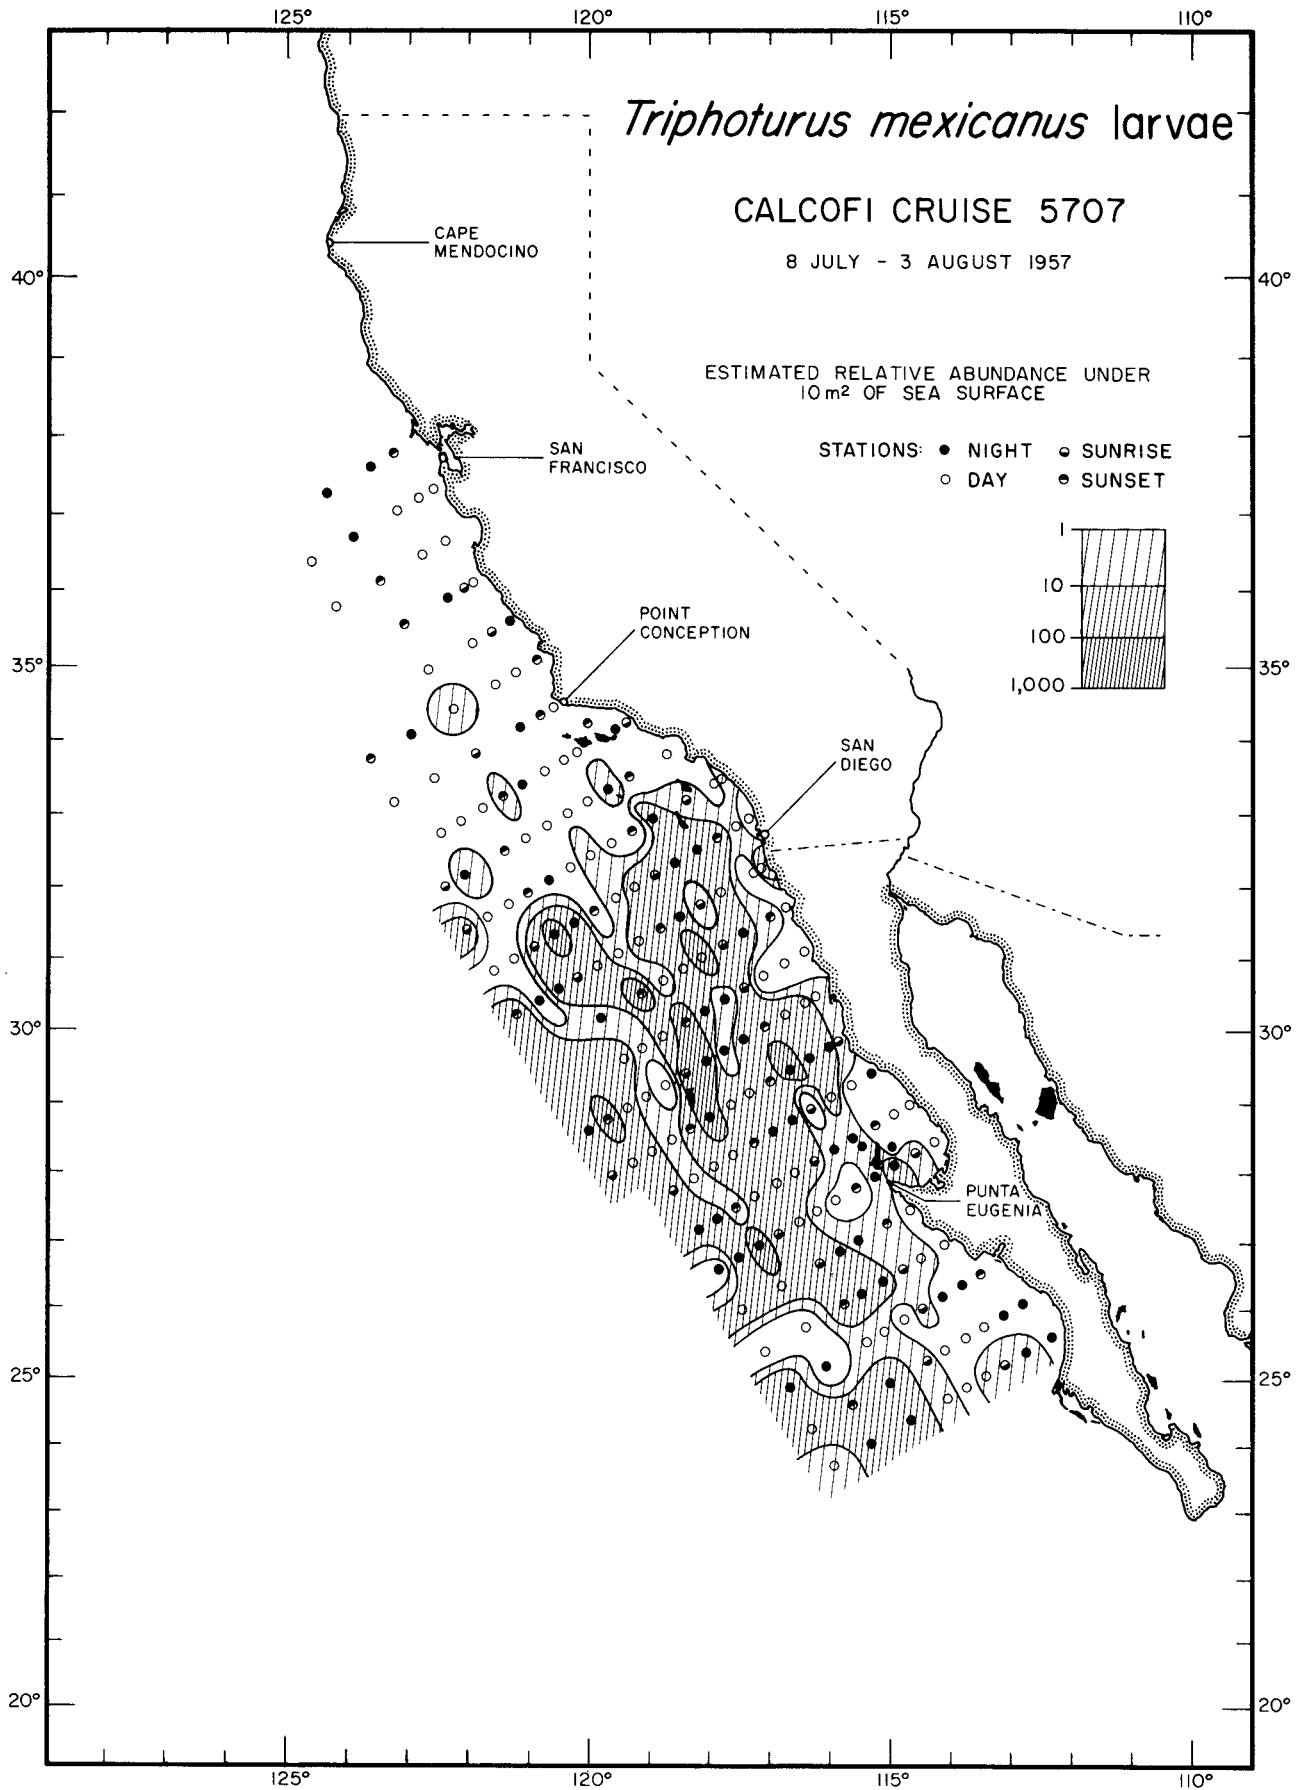 125° 120° 115° 110°
Triphoturus mexicanus larvae
CALCOFI CRUISE 5707
8 JULY - 3 AUGUST 1957
CAPE
MENDOCINO
40° 40°
ESTIMATED RELATIVE ABUNDANCE UNDER
10 m² OF SEA SURFACE
STATIONS: ● NIGHT SUNRISE
○ DAY SUNSET
SAN
FRANCISCO
1
10
100
1,000
POINT
CONCEPTION
35° 35°
SAN
DIEGO
30° 30°
PUNTA
EUGENIA
25° 25°
20° 20°
125° 120° 115° 110°